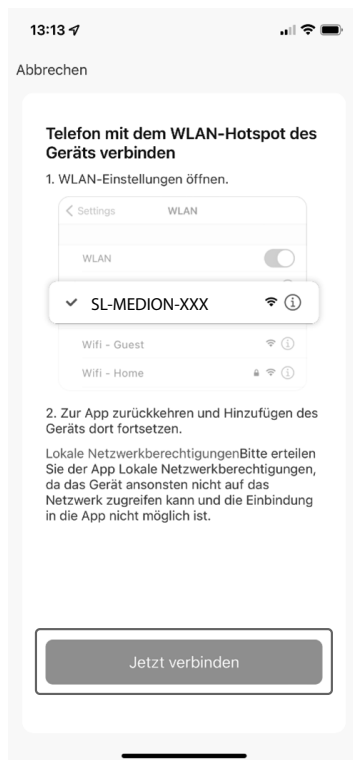 13:13
Abbrechen
Telefon mit dem WLAN-Hotspot des
Geräts verbinden
1. WLAN-Einstellungen öffnen.
Settings WLAN
WLAN
SL-MEDION-XXX
Wifi - Guest
Wifi - Home
2. Zur App zurückkehren und Hinzufügen des
Geräts dort fortsetzen.
Lokale NetzwerkberechtigungenBitte erteilen
Sie der App Lokale Netzwerkberechtigungen,
da das Gerät ansonsten nicht auf das
Netzwerk zugreifen kann und die Einbindung
in die App nicht möglich ist.
Jetzt verbinden